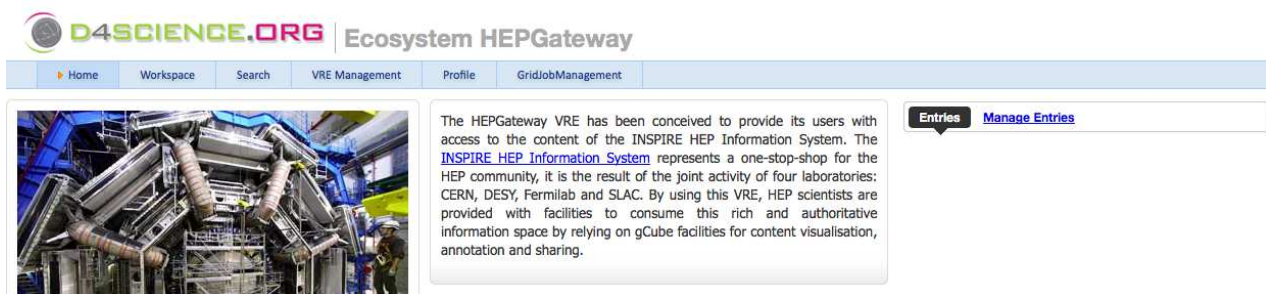 D4SCIENCE.ORG Ecosystem HEPGateway
Home Workspace Search VRE Management Profile GridJobManagement
The HEPGateway VRE has been conceived to provide its users with
access to the content of the INSPIRE HEP Information System. The
INSPIRE HEP Information System represents a one-stop-shop for the
HEP community, it is the result of the joint activity of four laboratories:
CERN, DESY, Fermilab and SLAC. By using this VRE, HEP scientists are
provided with facilities to consume this rich and authoritative
information space by relying on gCube facilities for content visualisation,
annotation and sharing.
Entries Manage Entries